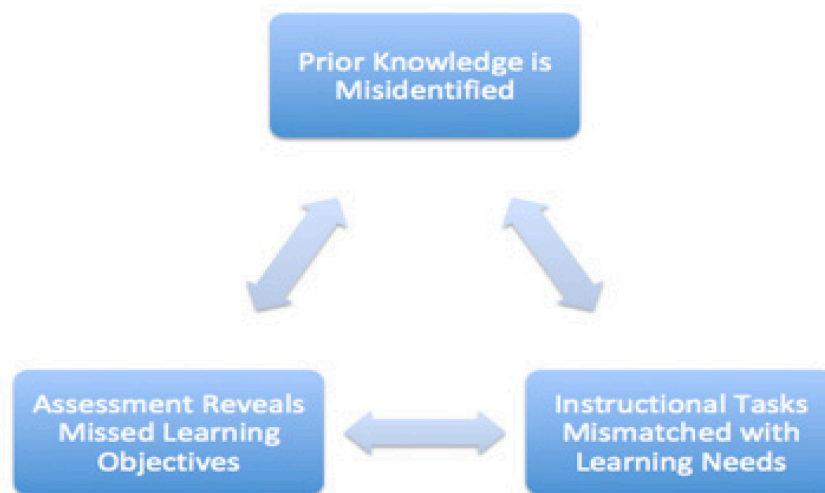 Prior Knowledge is
Misidentified
Assessment Reveals
Missed Learning
Objectives
Instructional Tasks
Mismatched with
Learning Needs